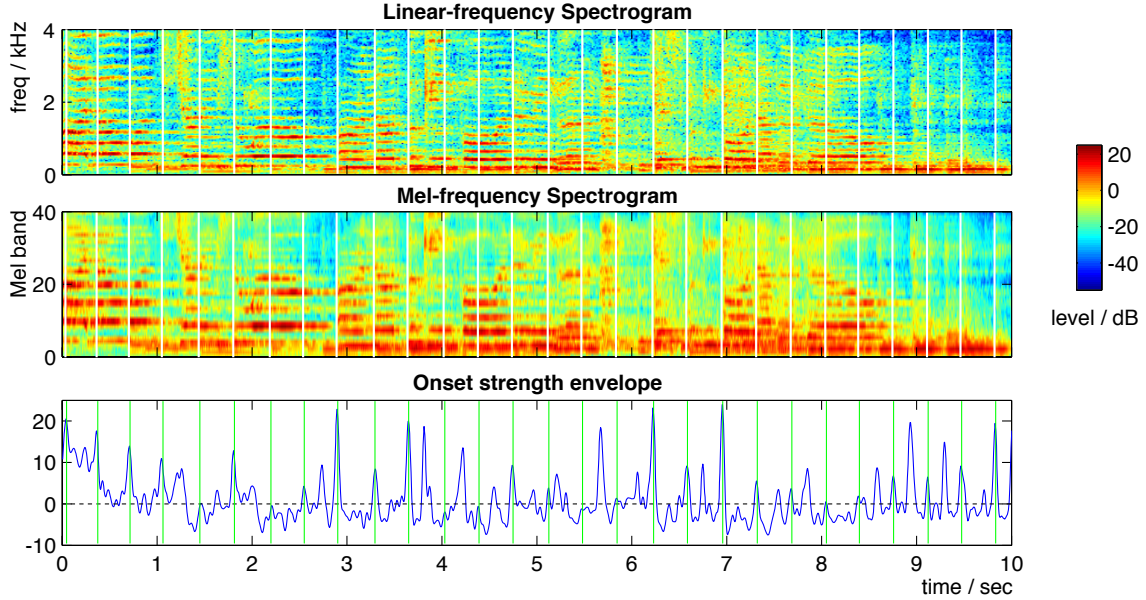 Linear-frequency Spectrogram
freq / kHz
4
2
0
Mel-frequency Spectrogram
Mel band
40
20
0
20
0
-20
-40
level / dB
Onset strength envelope
20
10
0
-10
0 1 2 3 4 5 6 7 8 9 10
time / sec